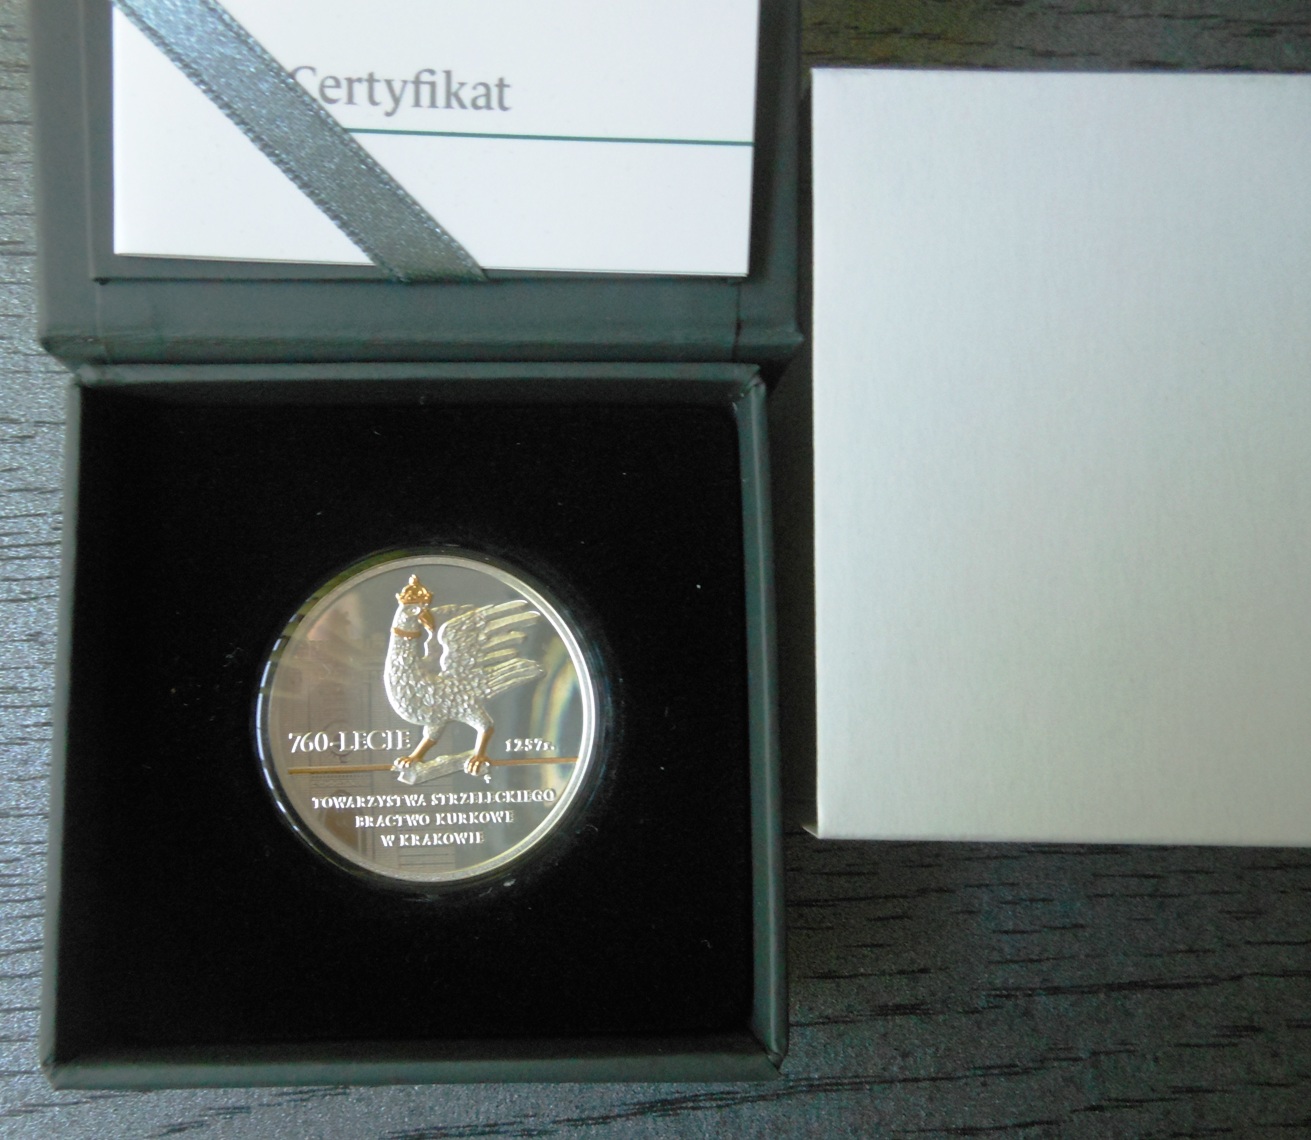 Certyfikat
760-LECIE 1257r.
TOWARZYSTWA STRZELECKIEGO
BRACTWO KURKOWE
W KRAKOWIE